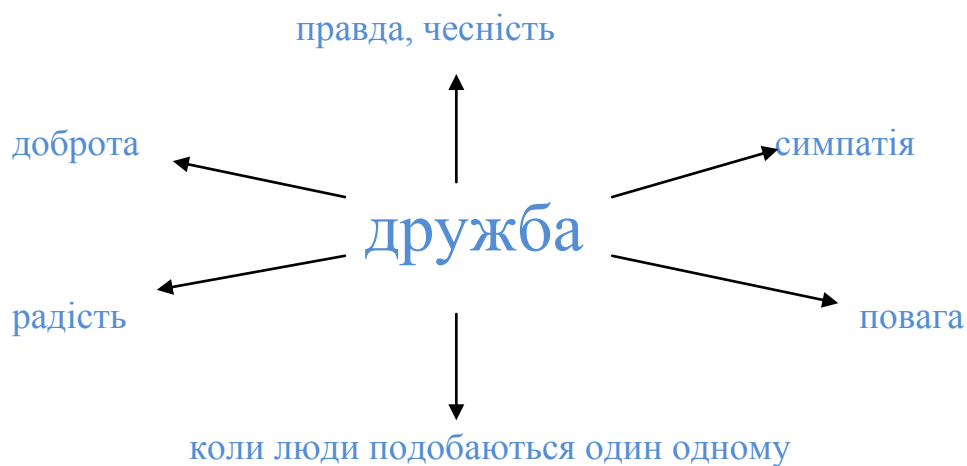 правда, чесність
доброта
симпатія
дружба
радість
повага
коли люди подобаються один одному